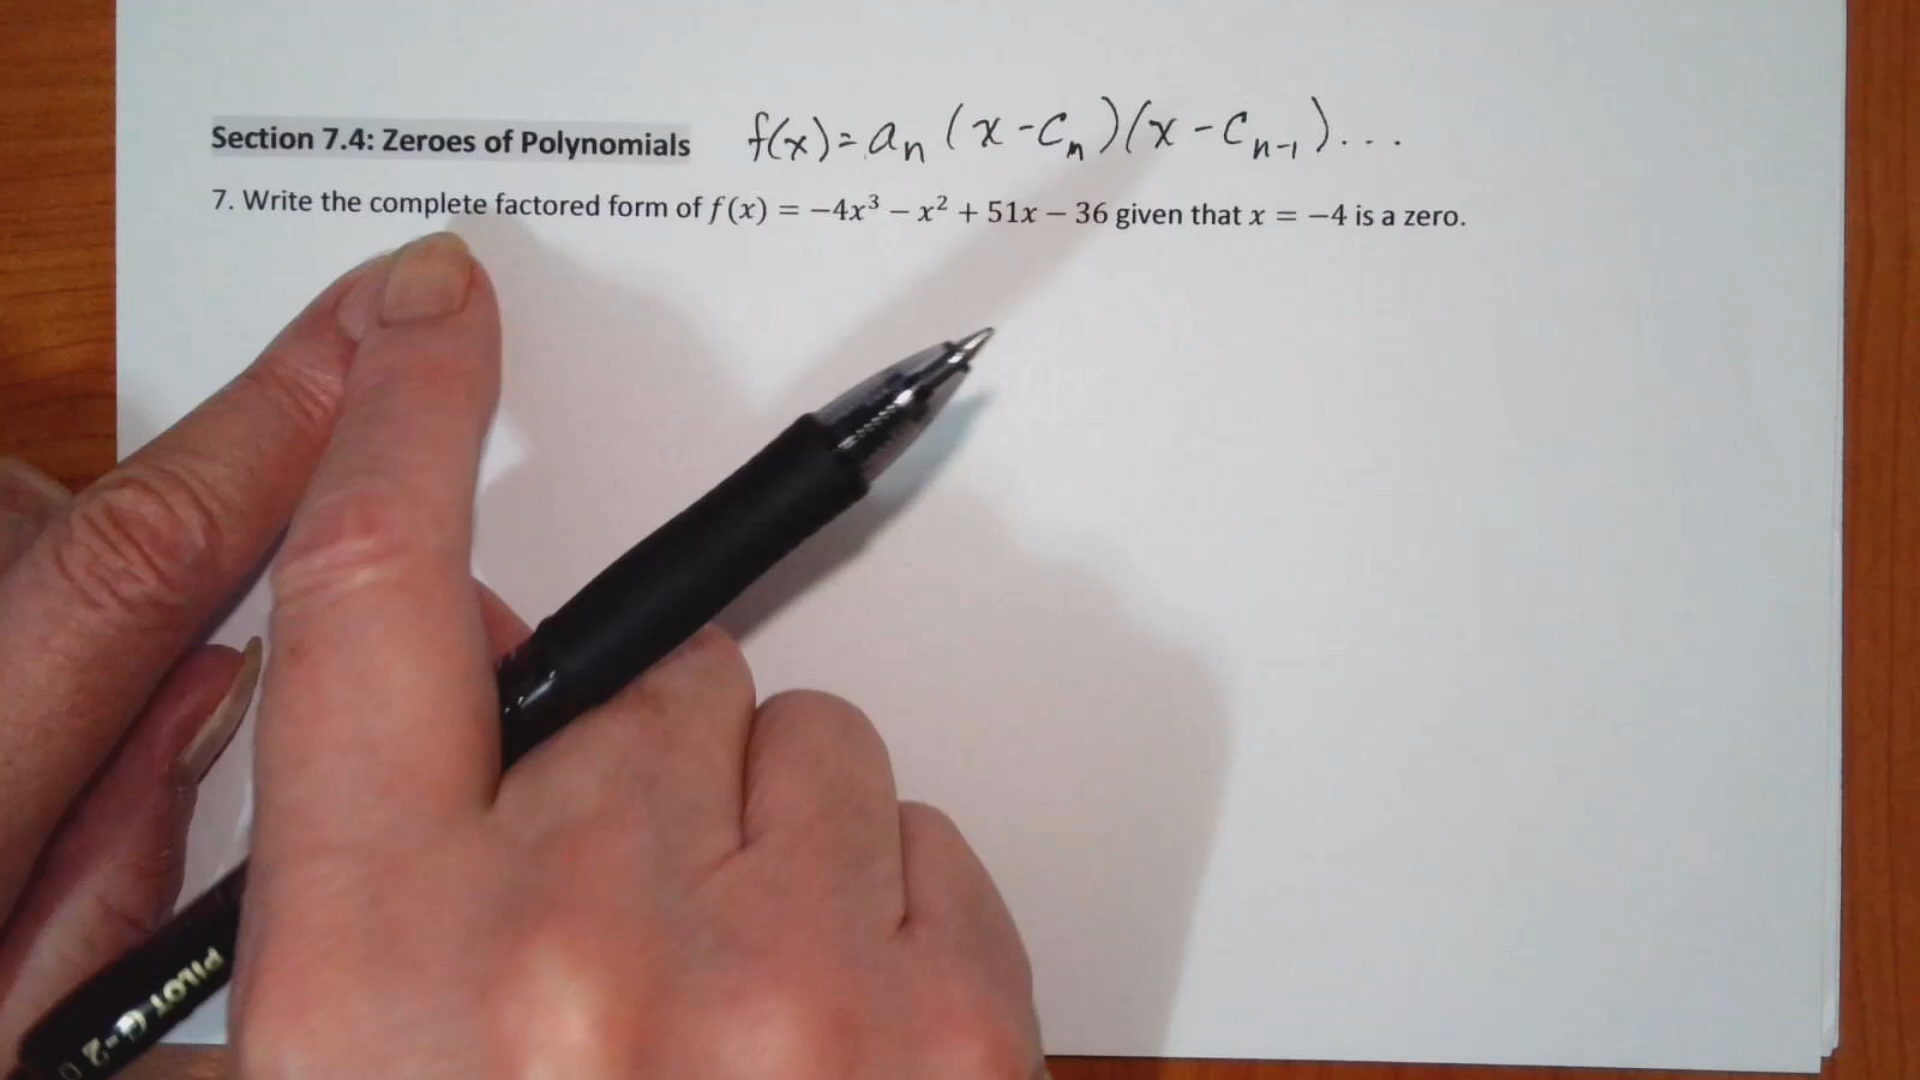 Section 7.4: Zeroes of Polynomials f(x)=aₙ(x-cₙ)(x-cₙ₋₁)...
7. Write the complete factored form of f(x) = −4x³ − x² + 51x − 36 given that x = −4 is a zero.
PILOT G-2